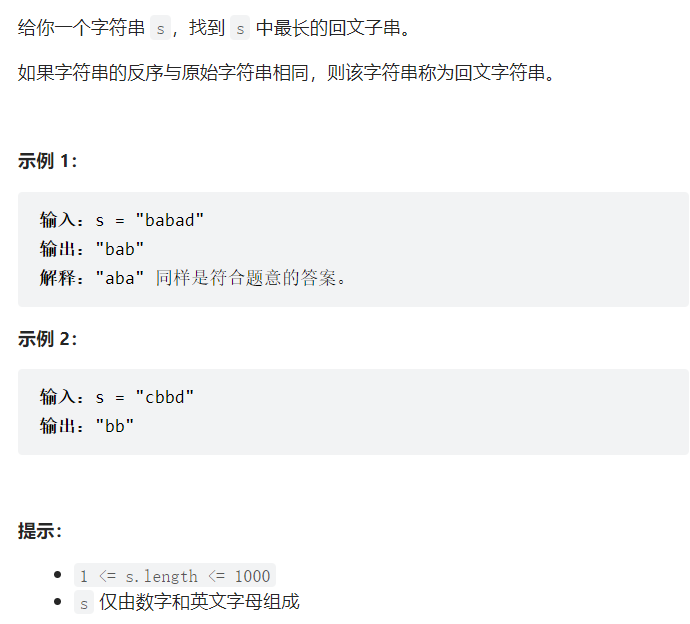 给你一个字符串 s，找到 s 中最长的回文子串。
如果字符串的反序与原始字符串相同，则该字符串称为回文字符串。
示例 1：
输入：s = "babad"
输出："bab"
解释："aba" 同样是符合题意的答案。
示例 2：
输入：s = "cbbd"
输出："bb"
提示：
• 1 <= s.length <= 1000
• s 仅由数字和英文字母组成